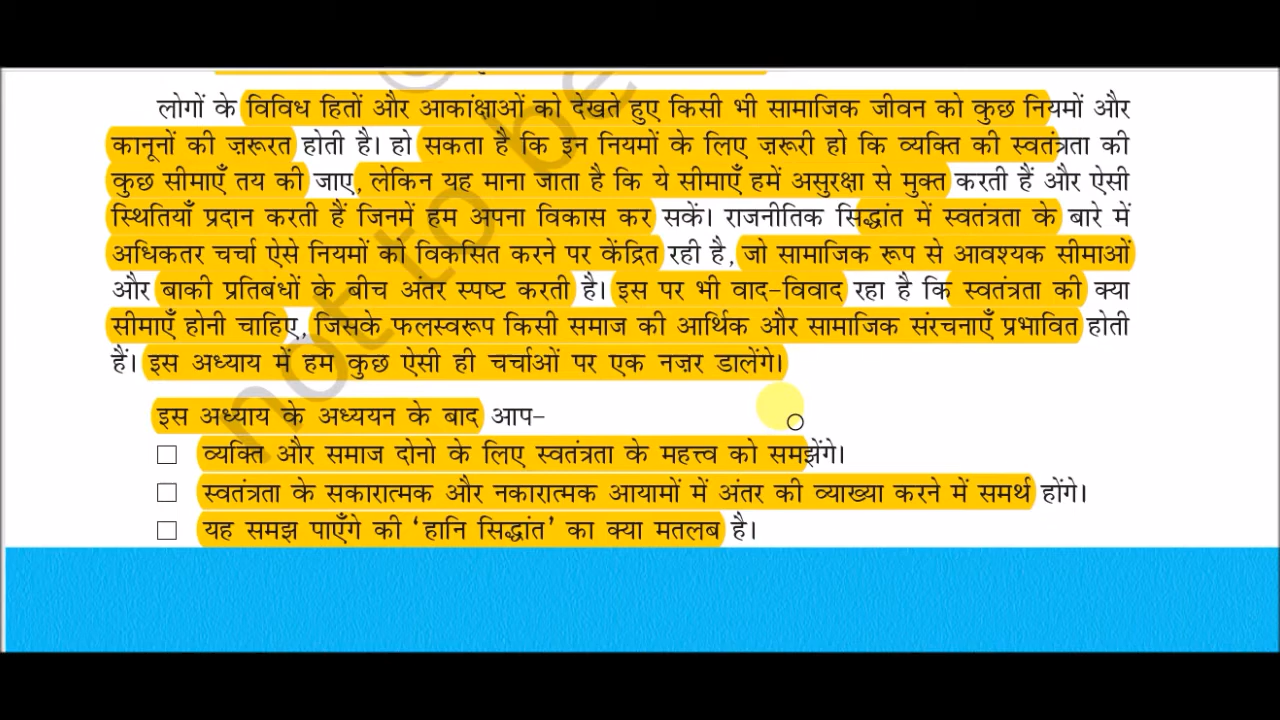 लोगों के विविध हितों और आकांक्षाओं को देखते हुए किसी भी सामाजिक जीवन को कुछ नियमों और
कानूनों की ज़रूरत होती है। हो सकता है कि इन नियमों के लिए ज़रूरी हो कि व्यक्ति की स्वतंत्रता की
कुछ सीमाएँ तय की जाए, लेकिन यह माना जाता है कि ये सीमाएँ हमें असुरक्षा से मुक्त करती हैं और ऐसी
स्थितियाँ प्रदान करती हैं जिनमें हम अपना विकास कर सकें। राजनीतिक सिद्धांत में स्वतंत्रता के बारे में
अधिकतर चर्चा ऐसे नियमों को विकसित करने पर केंद्रित रही है, जो सामाजिक रूप से आवश्यक सीमाओं
और बाकी प्रतिबंधों के बीच अंतर स्पष्ट करती है। इस पर भी वाद-विवाद रहा है कि स्वतंत्रता की क्या
सीमाएँ होनी चाहिए, जिसके फलस्वरूप किसी समाज की आर्थिक और सामाजिक संरचनाएँ प्रभावित होती
हैं। इस अध्याय में हम कुछ ऐसी ही चर्चाओं पर एक नज़र डालेंगे।
इस अध्याय के अध्ययन के बाद आप–
□ व्यक्ति और समाज दोनो के लिए स्वतंत्रता के महत्त्व को समझेंगे।
□ स्वतंत्रता के सकारात्मक और नकारात्मक आयामों में अंतर की व्याख्या करने में समर्थ होंगे।
□ यह समझ पाएँगे की ‘हानि सिद्धांत’ का क्या मतलब है।
not to be